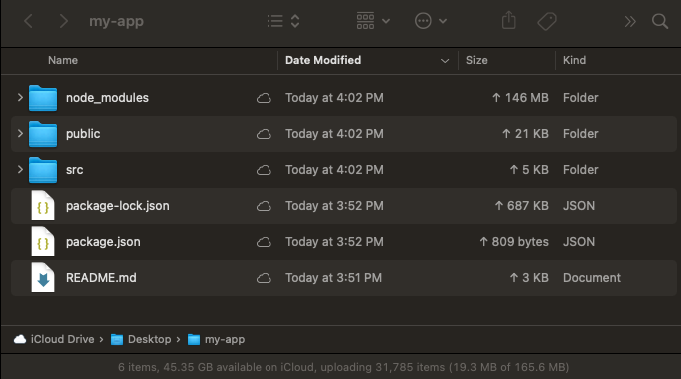 my-app
Name Date Modified Size Kind
node_modules Today at 4:02 PM ↑ 146 MB Folder
public Today at 4:02 PM ↑ 21 KB Folder
src Today at 4:02 PM ↑ 5 KB Folder
{} package-lock.json Today at 3:52 PM ↑ 687 KB JSON
{} package.json Today at 3:52 PM ↑ 809 bytes JSON
README.md Today at 3:51 PM ↑ 3 KB Document
iCloud Drive › Desktop › my-app
6 items, 45.35 GB available on iCloud, uploading 31,785 items (19.3 MB of 165.6 MB)